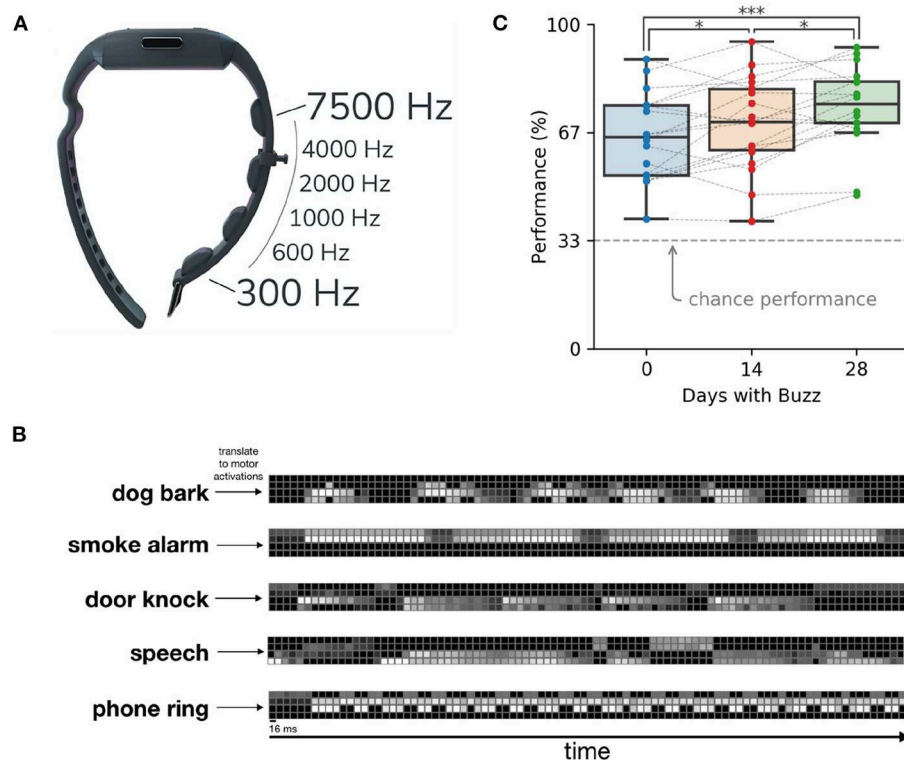 A
7500 Hz
4000 Hz
2000 Hz
1000 Hz
600 Hz
300 Hz
C
***
* *
100
67
33
0
Performance (%)
chance performance
0 14 28
Days with Buzz
B
translate
to motor
activations
dog bark
smoke alarm
door knock
speech
phone ring
16 ms
time